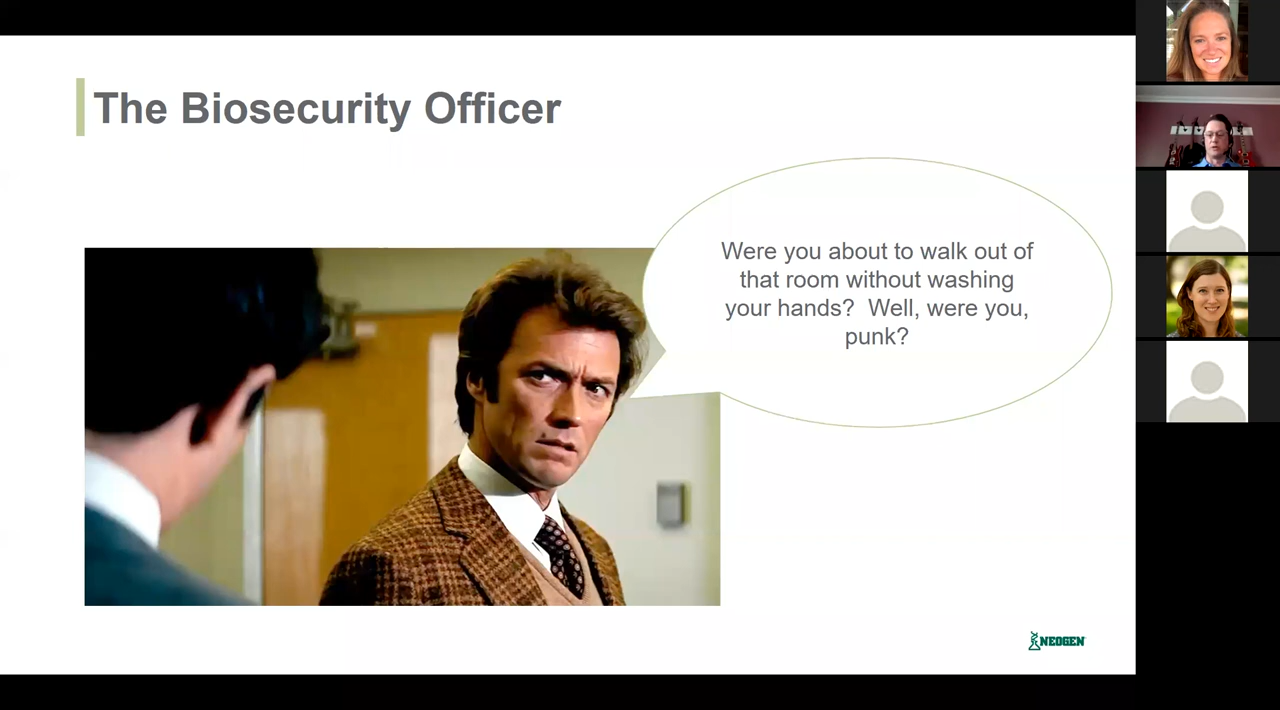 The Biosecurity Officer
Were you about to walk out of
that room without washing
your hands?  Well, were you,
punk?
NEOGEN